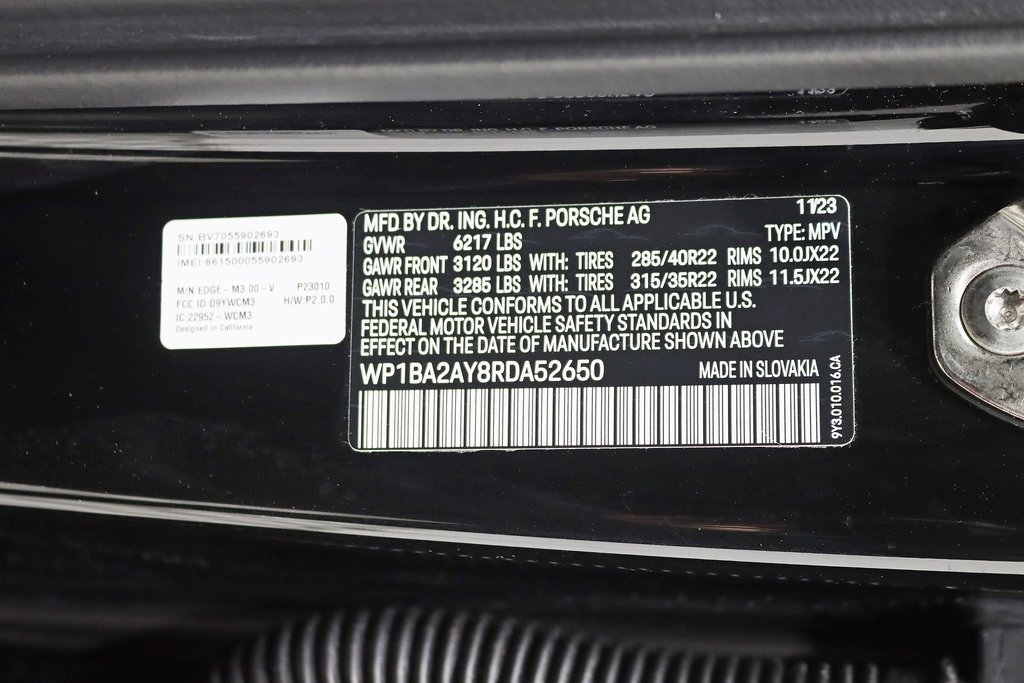 SN:BV7055902693
IMEI:861500055902693
M/N:EDGE-M3.00-V P23010
FCC ID:09YWCM3 H/W:P2.0.0
IC:22952-WCM3
Designed in California
MFD BY DR. ING. H.C. F. PORSCHE AG 11/23
GVWR 6217 LBS TYPE: MPV
GAWR FRONT 3120 LBS WITH: TIRES 285/40R22 RIMS 10.0JX22
GAWR REAR 3285 LBS WITH: TIRES 315/35R22 RIMS 11.5JX22
THIS VEHICLE CONFORMS TO ALL APPLICABLE U.S.
FEDERAL MOTOR VEHICLE SAFETY STANDARDS IN
EFFECT ON THE DATE OF MANUFACTURE SHOWN ABOVE
WP1BA2AY8RDA52650 MADE IN SLOVAKIA
9Y3.010.016.CA